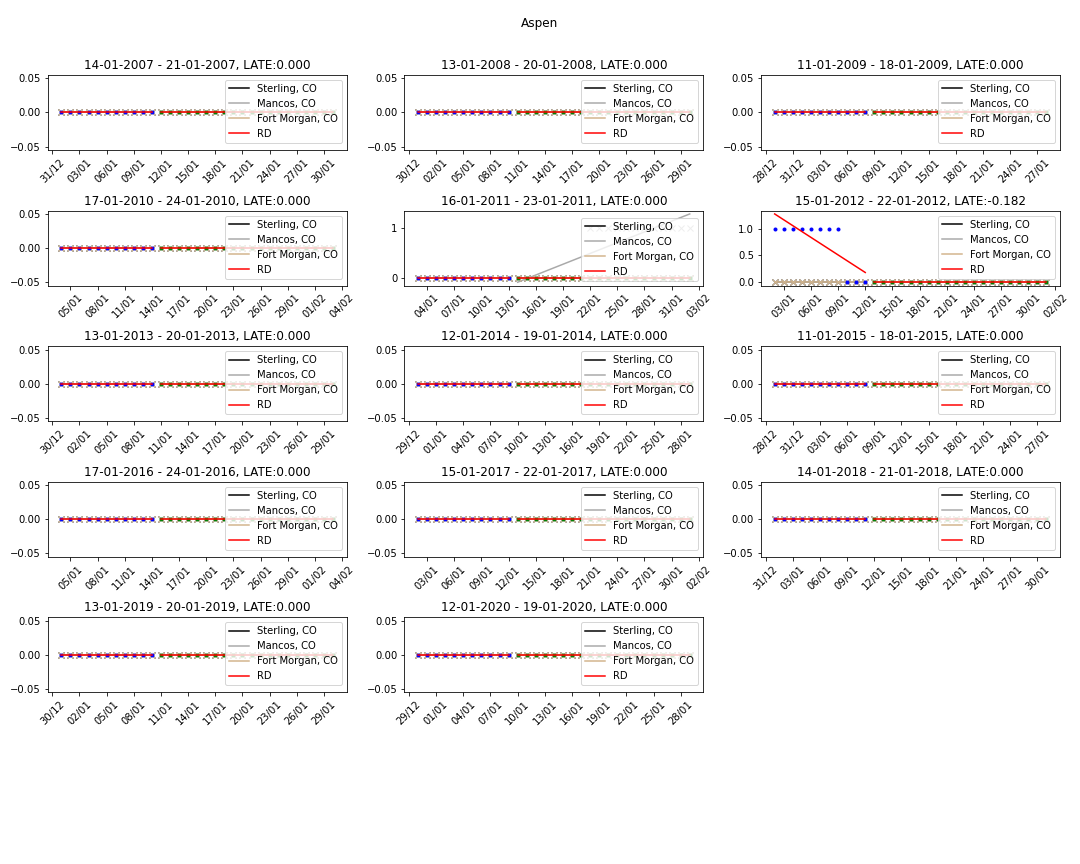 Aspen
14-01-2007 - 21-01-2007, LATE:0.000
0.05
0.00
−0.05
Sterling, CO
Mancos, CO
Fort Morgan, CO
RD
31/12 03/01 06/01 09/01 12/01 15/01 18/01 21/01 24/01 27/01 30/01
13-01-2008 - 20-01-2008, LATE:0.000
0.05
0.00
−0.05
Sterling, CO
Mancos, CO
Fort Morgan, CO
RD
30/12 02/01 05/01 08/01 11/01 14/01 17/01 20/01 23/01 26/01 29/01
11-01-2009 - 18-01-2009, LATE:0.000
0.05
0.00
−0.05
Sterling, CO
Mancos, CO
Fort Morgan, CO
RD
28/12 31/12 03/01 06/01 09/01 12/01 15/01 18/01 21/01 24/01 27/01
17-01-2010 - 24-01-2010, LATE:0.000
0.05
0.00
−0.05
Sterling, CO
Mancos, CO
Fort Morgan, CO
RD
05/01 08/01 11/01 14/01 17/01 20/01 23/01 26/01 29/01 01/02 04/02
16-01-2011 - 23-01-2011, LATE:0.000
1
0
Sterling, CO
Mancos, CO
Fort Morgan, CO
RD
04/01 07/01 10/01 13/01 16/01 19/01 22/01 25/01 28/01 31/01 03/02
15-01-2012 - 22-01-2012, LATE:-0.182
1.0
0.5
0.0
Sterling, CO
Mancos, CO
Fort Morgan, CO
RD
03/01 06/01 09/01 12/01 15/01 18/01 21/01 24/01 27/01 30/01 02/02
13-01-2013 - 20-01-2013, LATE:0.000
0.05
0.00
−0.05
Sterling, CO
Mancos, CO
Fort Morgan, CO
RD
30/12 02/01 05/01 08/01 11/01 14/01 17/01 20/01 23/01 26/01 29/01
12-01-2014 - 19-01-2014, LATE:0.000
0.05
0.00
−0.05
Sterling, CO
Mancos, CO
Fort Morgan, CO
RD
29/12 01/01 04/01 07/01 10/01 13/01 16/01 19/01 22/01 25/01 28/01
11-01-2015 - 18-01-2015, LATE:0.000
0.05
0.00
−0.05
Sterling, CO
Mancos, CO
Fort Morgan, CO
RD
28/12 31/12 03/01 06/01 09/01 12/01 15/01 18/01 21/01 24/01 27/01
17-01-2016 - 24-01-2016, LATE:0.000
0.05
0.00
−0.05
Sterling, CO
Mancos, CO
Fort Morgan, CO
RD
05/01 08/01 11/01 14/01 17/01 20/01 23/01 26/01 29/01 01/02 04/02
15-01-2017 - 22-01-2017, LATE:0.000
0.05
0.00
−0.05
Sterling, CO
Mancos, CO
Fort Morgan, CO
RD
03/01 06/01 09/01 12/01 15/01 18/01 21/01 24/01 27/01 30/01 02/02
14-01-2018 - 21-01-2018, LATE:0.000
0.05
0.00
−0.05
Sterling, CO
Mancos, CO
Fort Morgan, CO
RD
31/12 03/01 06/01 09/01 12/01 15/01 18/01 21/01 24/01 27/01 30/01
13-01-2019 - 20-01-2019, LATE:0.000
0.05
0.00
−0.05
Sterling, CO
Mancos, CO
Fort Morgan, CO
RD
30/12 02/01 05/01 08/01 11/01 14/01 17/01 20/01 23/01 26/01 29/01
12-01-2020 - 19-01-2020, LATE:0.000
0.05
0.00
−0.05
Sterling, CO
Mancos, CO
Fort Morgan, CO
RD
29/12 01/01 04/01 07/01 10/01 13/01 16/01 19/01 22/01 25/01 28/01